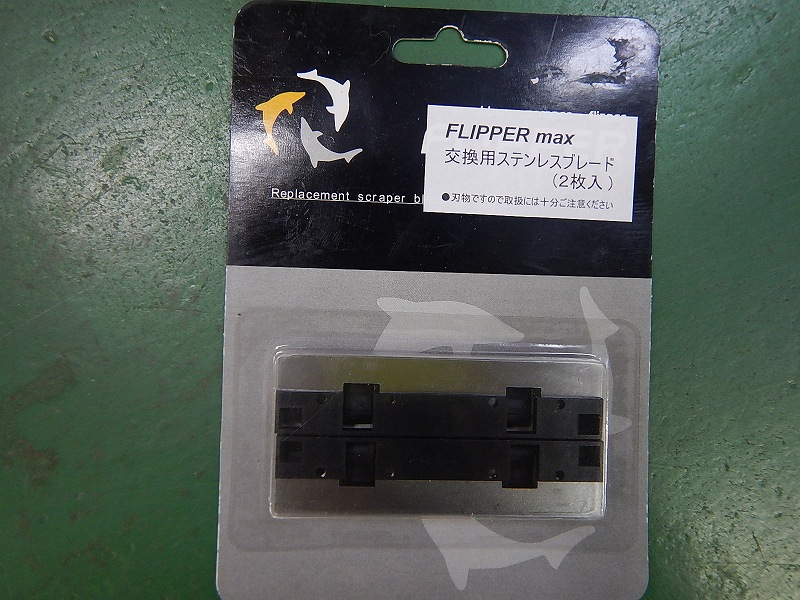 FLIPPER max
交換用ステンレスブレード
(2枚入)
●刃物ですので取扱には十分ご注意ください
Replacement scraper